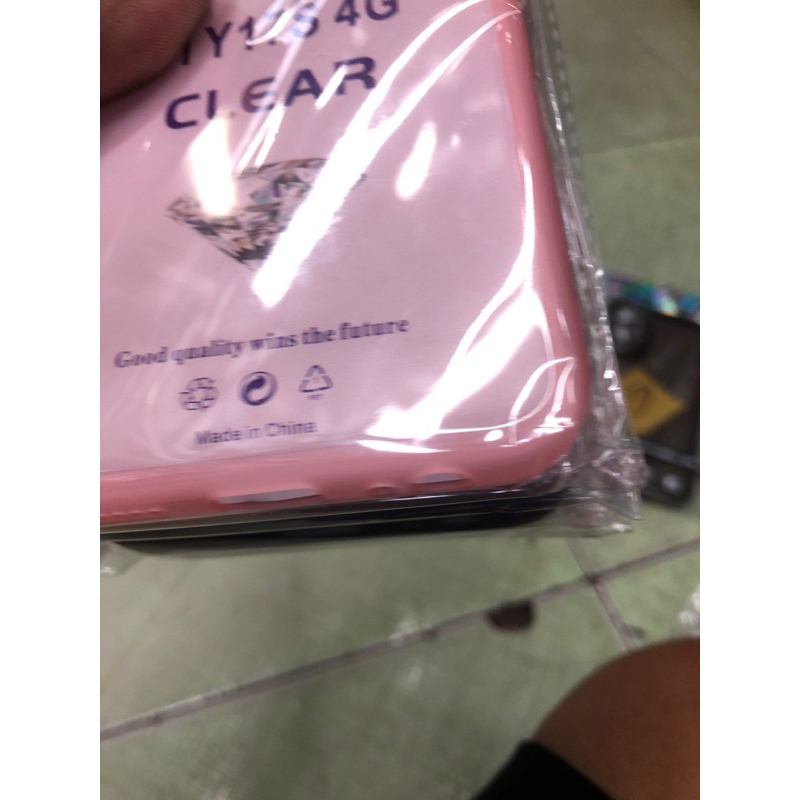 4G
CLEAR
Good quality wins the future
Made in China